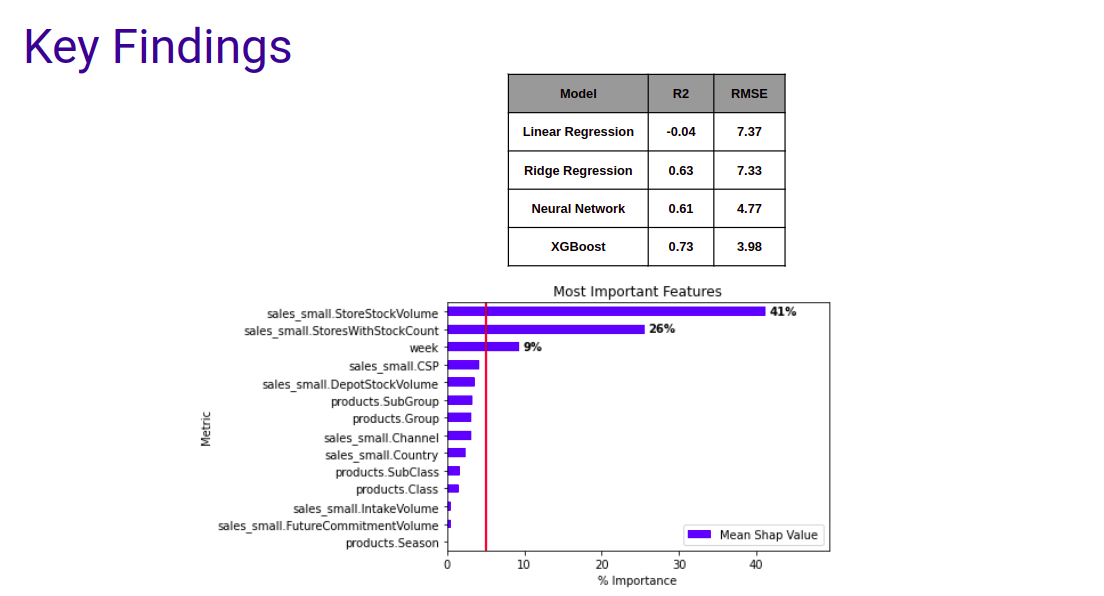 Key Findings
Model R2 RMSE
Linear Regression -0.04 7.37
Ridge Regression 0.63 7.33
Neural Network 0.61 4.77
XGBoost 0.73 3.98
Most Important Features
sales_small.StoreStockVolume 41%
sales_small.StoresWithStockCount 26%
week 9%
sales_small.CSP
sales_small.DepotStockVolume
products.SubGroup
products.Group
sales_small.Channel
sales_small.Country
products.SubClass
products.Class
sales_small.IntakeVolume
sales_small.FutureCommitmentVolume
products.Season
Metric
Mean Shap Value
0 10 20 30 40
% Importance